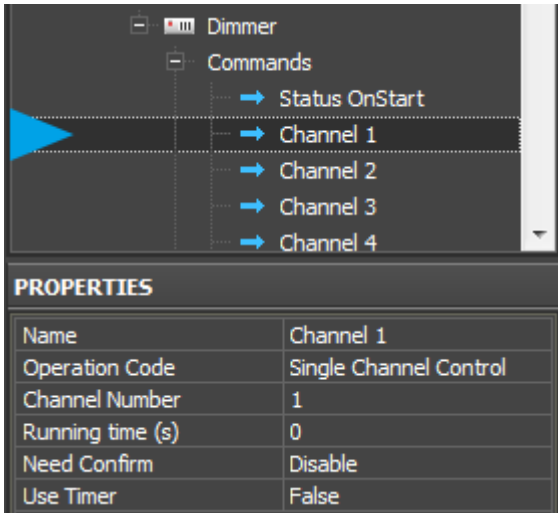 Dimmer
Commands
Status OnStart
Channel 1
Channel 2
Channel 3
Channel 4
PROPERTIES
Name Channel 1
Operation Code Single Channel Control
Channel Number 1
Running time (s) 0
Need Confirm Disable
Use Timer False